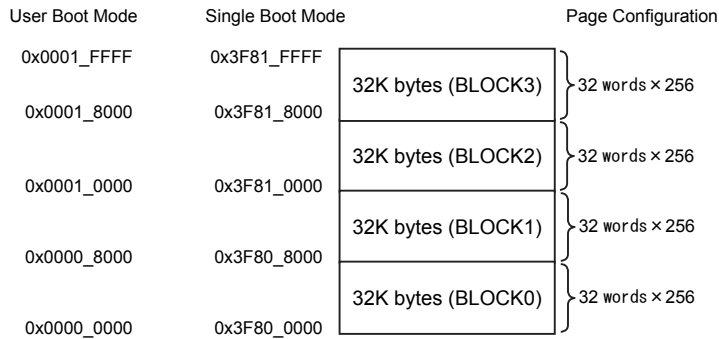 User Boot Mode Single Boot Mode Page Configuration
0x0001_FFFF 0x3F81_FFFF
32K bytes (BLOCK3) 32 words×256
0x0001_8000 0x3F81_8000
32K bytes (BLOCK2) 32 words×256
0x0001_0000 0x3F81_0000
32K bytes (BLOCK1) 32 words×256
0x0000_8000 0x3F80_8000
32K bytes (BLOCK0) 32 words×256
0x0000_0000 0x3F80_0000